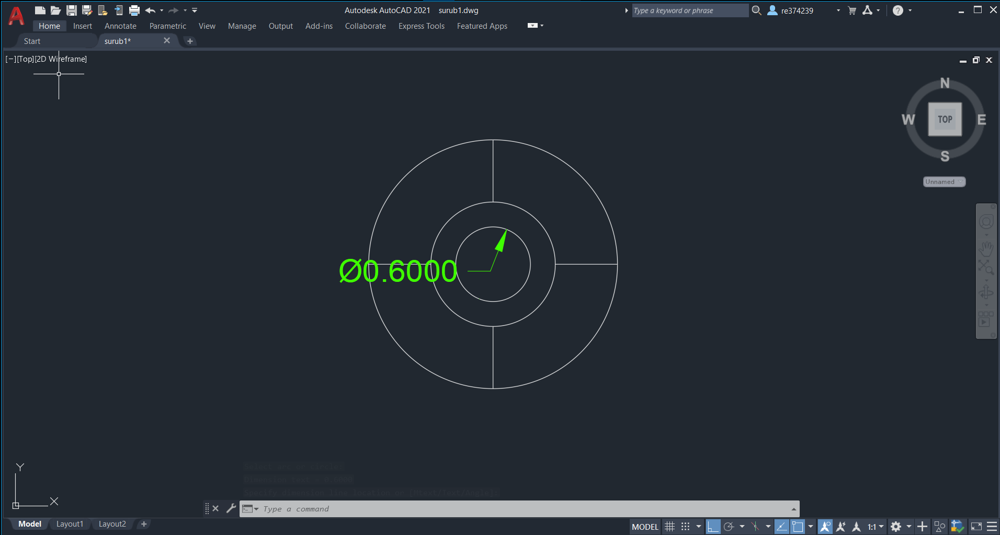 Autodesk AutoCAD 2021 surub1.dwg
Type a keyword or phrase
re374239
Home Insert Annotate Parametric View Manage Output Add-ins Collaborate Express Tools Featured Apps
Start surub1*
[−][Top][2D Wireframe]
N
W TOP E
S
Unnamed
Ø0.6000
Y
X
Select arc or circle:
Dimension text = 0.6000
Specify dimension line location or [Mtext/Text/Angle]:
Type a command
Model Layout1 Layout2
MODEL 1:1